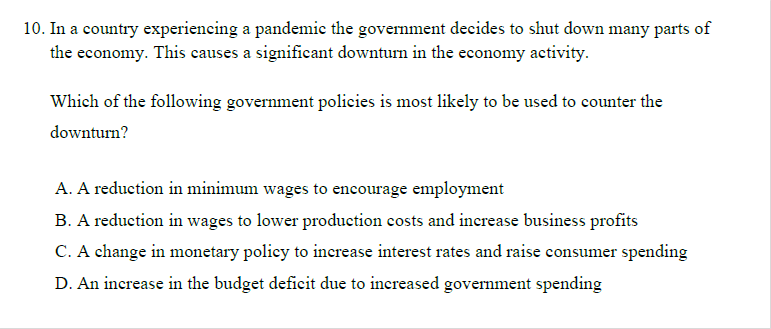 10. In a country experiencing a pandemic the government decides to shut down many parts of
the economy. This causes a significant downturn in the economy activity.
Which of the following government policies is most likely to be used to counter the
downturn?
A. A reduction in minimum wages to encourage employment
B. A reduction in wages to lower production costs and increase business profits
C. A change in monetary policy to increase interest rates and raise consumer spending
D. An increase in the budget deficit due to increased government spending